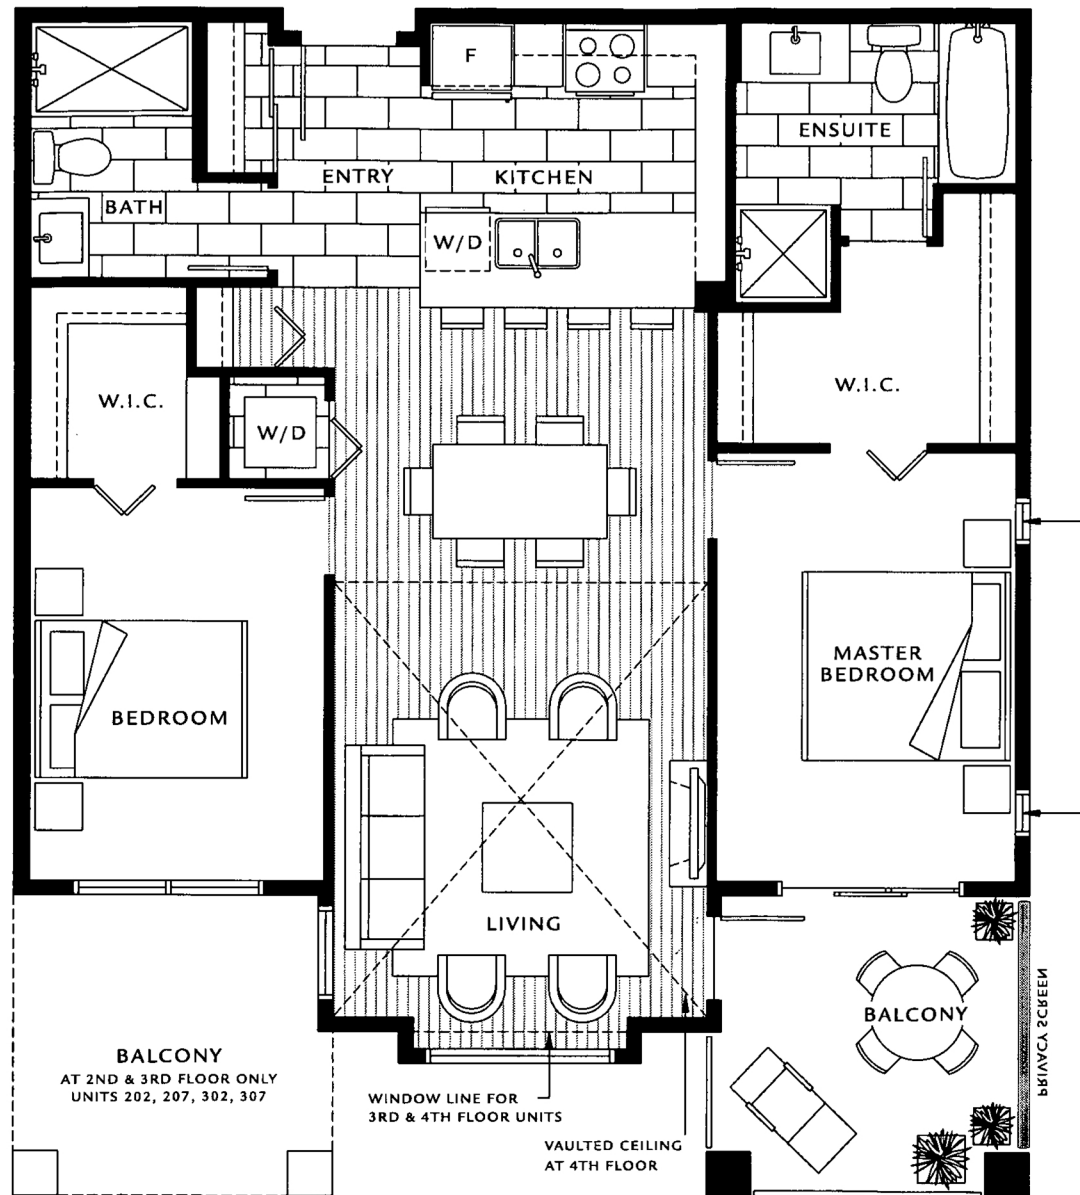 F
ENSUITE
ENTRY
KITCHEN
BATH
W/D
W.I.C.
W.I.C.
W/D
MASTER
BEDROOM
BEDROOM
LIVING
BALCONY
PRIVACY SCREEN
BALCONY
AT 2ND & 3RD FLOOR ONLY
UNITS 202, 207, 302, 307
WINDOW LINE FOR
3RD & 4TH FLOOR UNITS
VAULTED CEILING
AT 4TH FLOOR